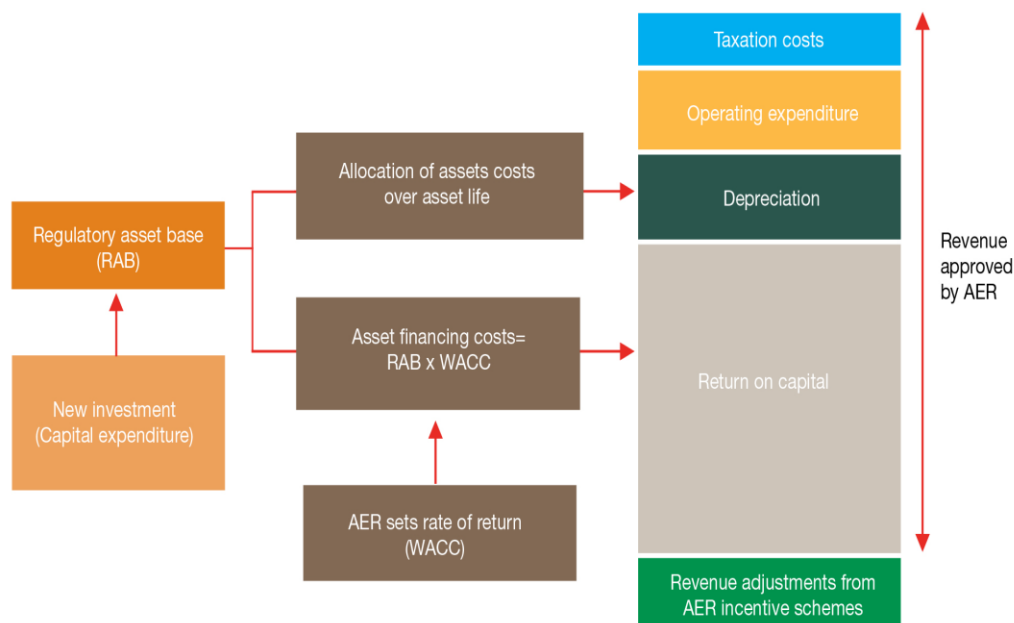 Taxation costs
Operating expenditure
Allocation of assets costs
over asset life
Depreciation
Regulatory asset base
(RAB)
Revenue
approved
by AER
Asset financing costs=
RAB x WACC
Return on capital
New investment
(Capital expenditure)
AER sets rate of return
(WACC)
Revenue adjustments from
AER incentive schemes